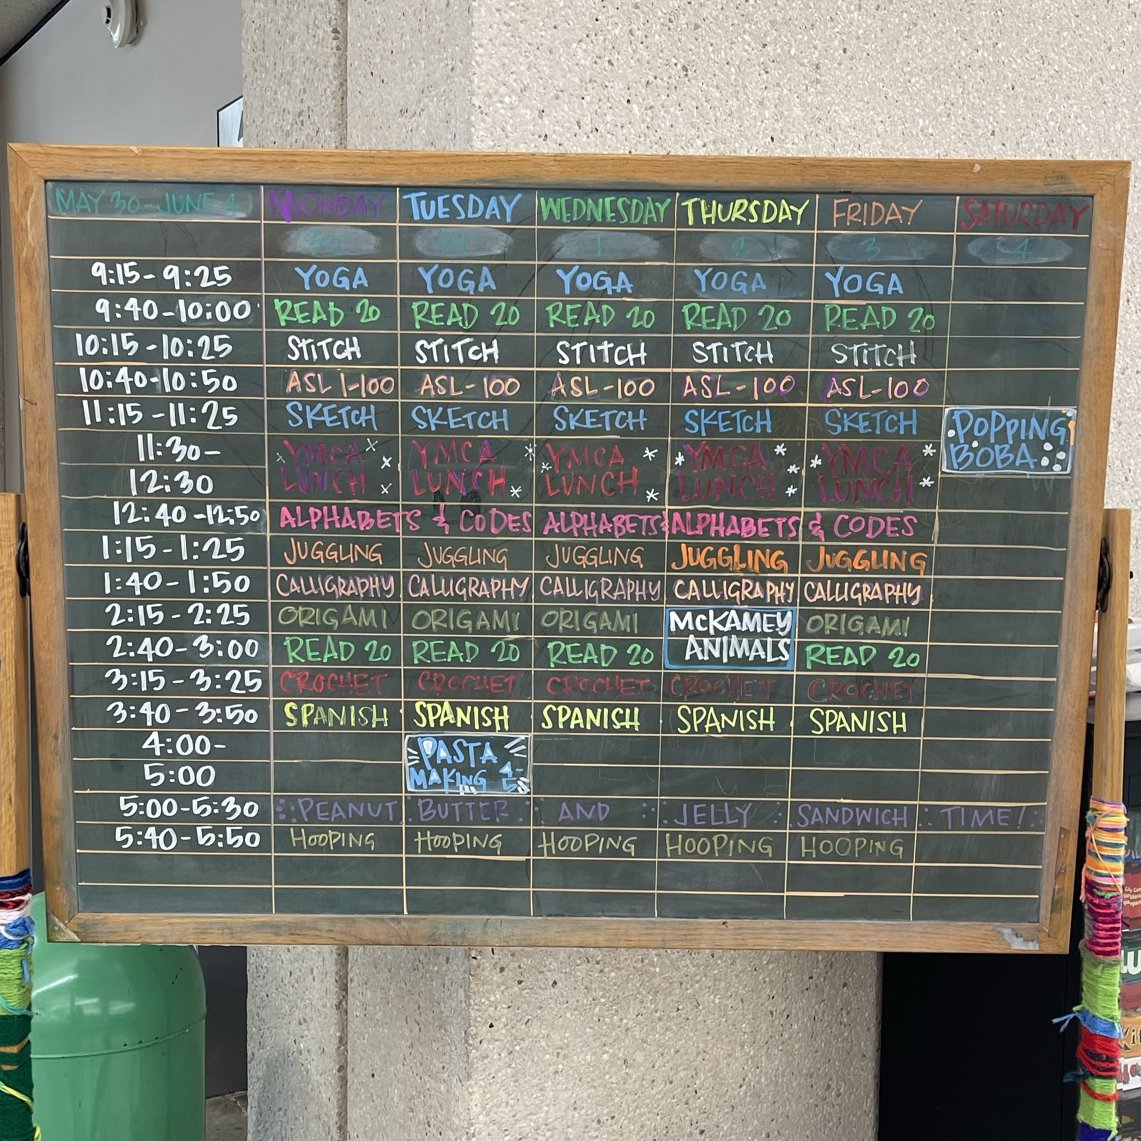 MAY 30-JUNE 4 MONDAY TUESDAY WEDNESDAY THURSDAY FRIDAY SATURDAY
30 31 1 2 3 4
9:15-9:25 YOGA YOGA YOGA YOGA YOGA
9:40-10:00 READ 20 READ 20 READ 20 READ 20 READ 20
10:15-10:25 STITCH STITCH STITCH STITCH STITCH
10:40-10:50 ASL 1-100 ASL-100 ASL-100 ASL-100 ASL-100
11:15-11:25 SKETCH SKETCH SKETCH SKETCH SKETCH POPPING
BOBA
11:30- YMCA YMCA YMCA YMCA YMCA
12:30 LUNCH LUNCH LUNCH LUNCH LUNCH
12:40-12:50 ALPHABETS & CODES ALPHABETS & ALPHABETS & CODES
1:15-1:25 JUGGLING JUGGLING JUGGLING JUGGLING JUGGLING
1:40-1:50 CALLIGRAPHY CALLIGRAPHY CALLIGRAPHY CALLIGRAPHY CALLIGRAPHY
2:15-2:25 ORIGAMI ORIGAMI ORIGAMI McKAMEY ORIGAMI
2:40-3:00 READ 20 READ 20 READ 20 ANIMALS READ 20
3:15-3:25 CROCHET CROCHET CROCHET CROCHET CROCHET
3:40-3:50 SPANISH SPANISH SPANISH SPANISH SPANISH
4:00- PASTA
5:00 MAKING 4-5
5:00-5:30 PEANUT BUTTER AND JELLY SANDWICH TIME!
5:40-5:50 HOOPING HOOPING HOOPING HOOPING HOOPING